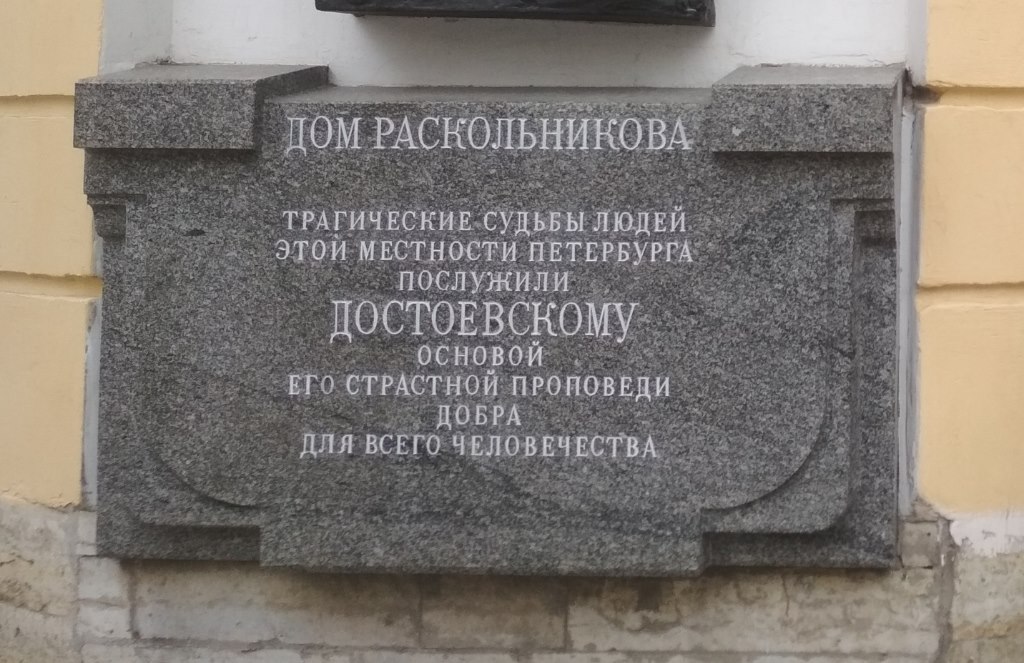 ДОМ РАСКОЛЬНИКОВА
ТРАГИЧЕСКИЕ СУДЬБЫ ЛЮДЕЙ
ЭТОЙ МЕСТНОСТИ ПЕТЕРБУРГА
ПОСЛУЖИЛИ
ДОСТОЕВСКОМУ
ОСНОВОЙ
ЕГО СТРАСТНОЙ ПРОПОВЕДИ
ДОБРА
ДЛЯ ВСЕГО ЧЕЛОВЕЧЕСТВА